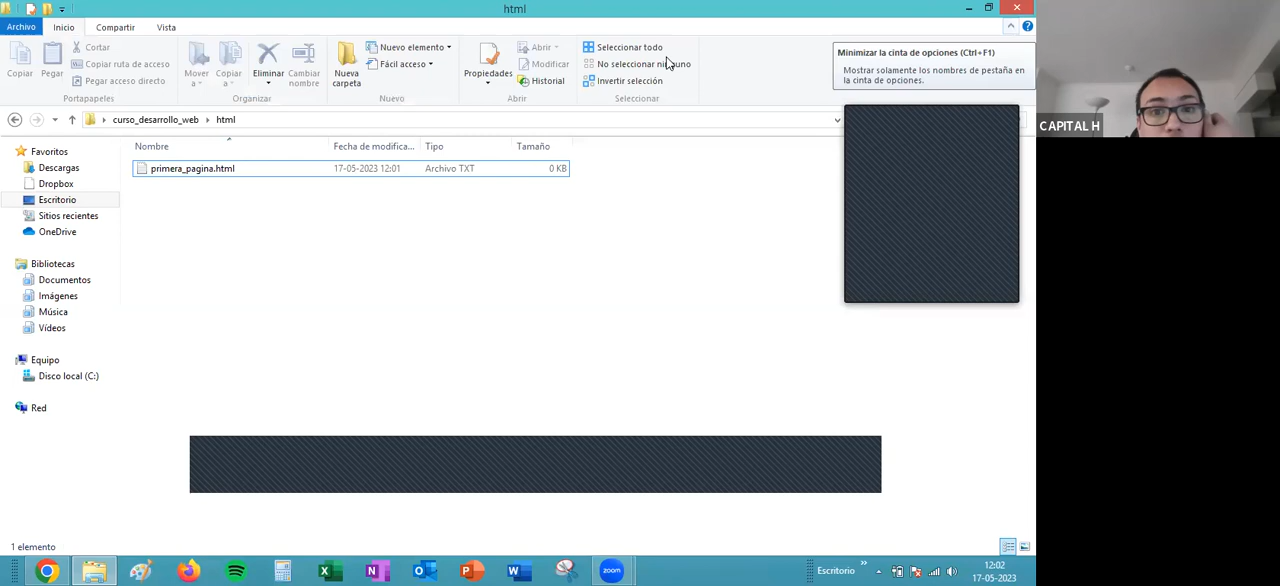 html
Archivo Inicio Compartir Vista
Copiar
Pegar
Cortar
Copiar ruta de acceso
Pegar acceso directo
Portapapeles
Mover a
Copiar a
Eliminar
Cambiar nombre
Organizar
Nueva carpeta
Nuevo elemento
Fácil acceso
Nuevo
Propiedades
Abrir
Modificar
Historial
Abrir
Seleccionar todo
No seleccionar ninguno
Invertir selección
Seleccionar
Minimizar la cinta de opciones (Ctrl+F1)
Mostrar solamente los nombres de pestaña en
la cinta de opciones.
CAPITAL H
curso_desarrollo_web html
Nombre Fecha de modifica... Tipo Tamaño
primera_pagina.html 17-05-2023 12:01 Archivo TXT 0 KB
Favoritos
Descargas
Dropbox
Escritorio
Sitios recientes
OneDrive
Bibliotecas
Documentos
Imágenes
Música
Vídeos
Equipo
Disco local (C:)
Red
1 elemento
zoom
Escritorio
12:02
17-05-2023